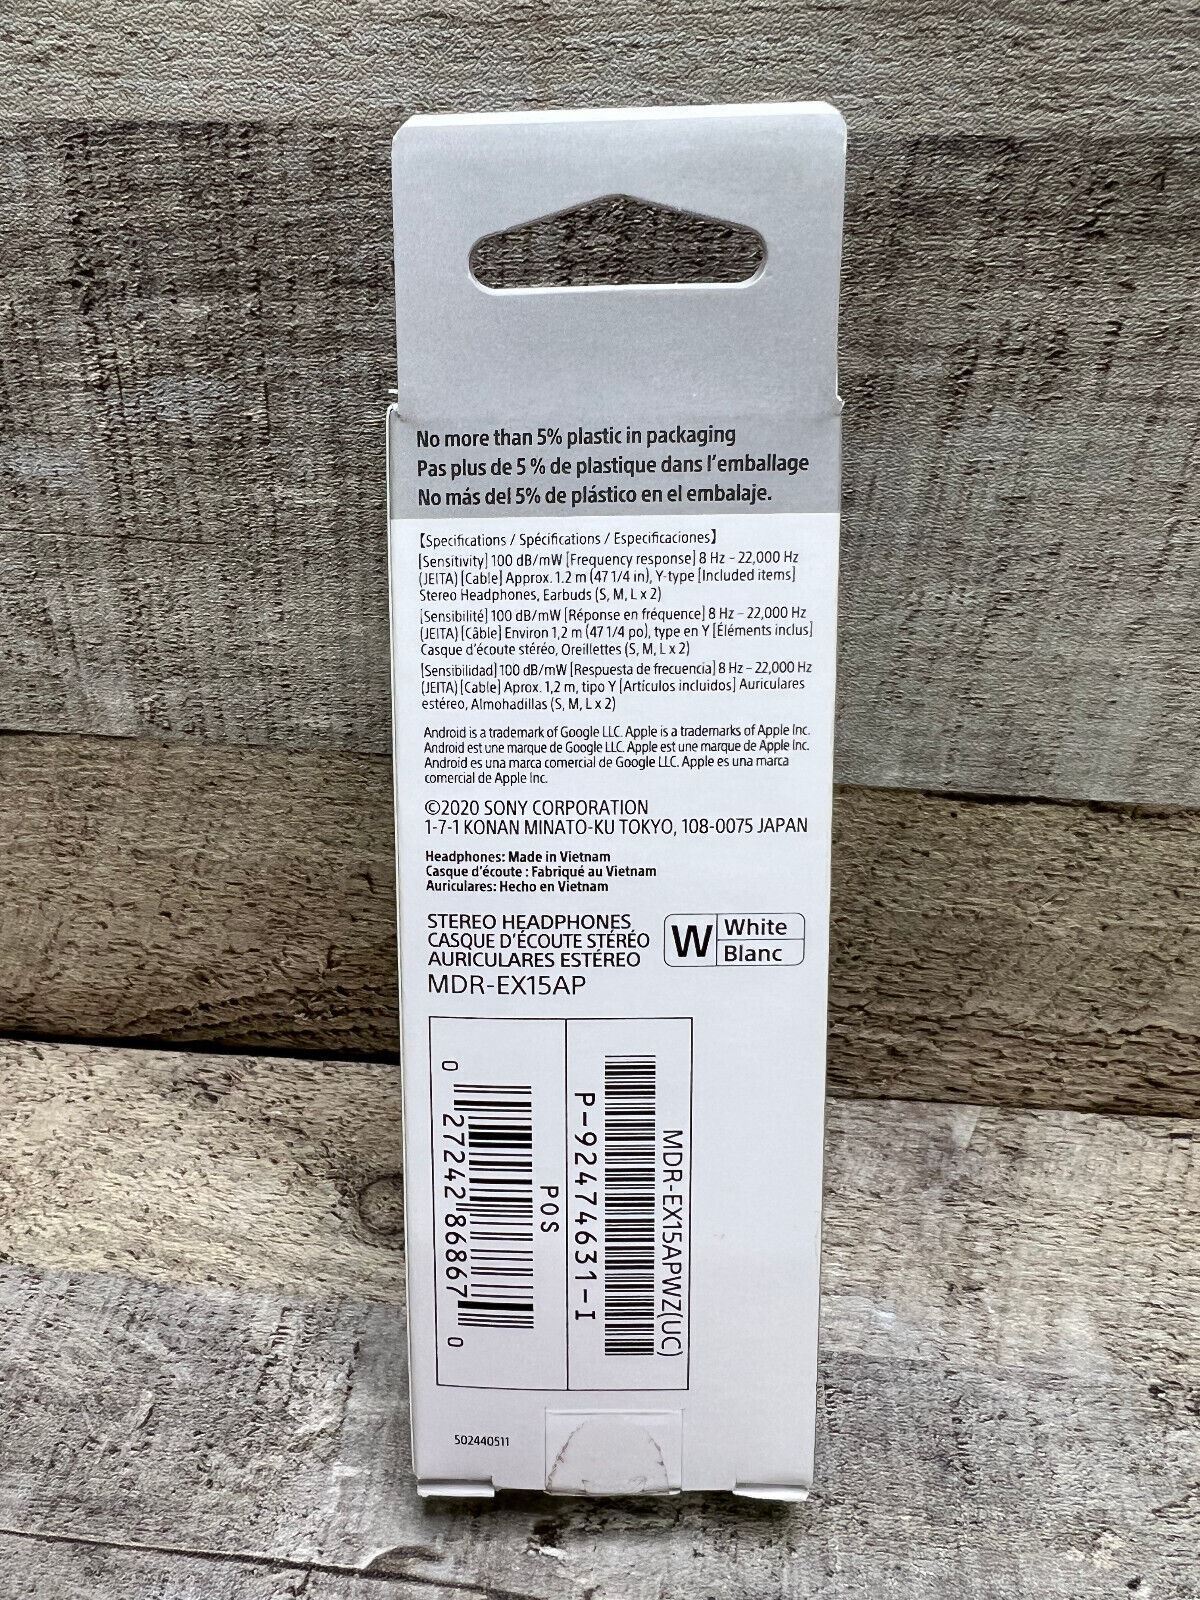 No more than 5% plastic in packaging
Pas plus de 5 % de plastique dans l'emballage
No más del 5% de plástico en el embalaje.
【Specifications / Spécifications / Especificaciones】
[Sensitivity] 100 dB/mW [Frequency response] 8 Hz – 22,000 Hz
(JEITA) [Cable] Approx. 1.2 m (47 1/4 in), Y-type [Included items]
Stereo Headphones, Earbuds (S, M, L x 2)
[Sensibilité] 100 dB/mW [Réponse en fréquence] 8 Hz – 22,000 Hz
(JEITA) [Câble] Environ 1,2 m (47 1/4 po), type en Y [Éléments inclus]
Casque d'écoute stéréo, Oreillettes (S, M, L x 2)
[Sensibilidad] 100 dB/mW [Respuesta de frecuencia] 8 Hz – 22,000 Hz
(JEITA) [Cable] Aprox. 1,2 m, tipo Y [Artículos incluidos] Auriculares
estéreo, Almohadillas (S, M, L x 2)
Android is a trademark of Google LLC. Apple is a trademarks of Apple Inc.
Android est une marque de Google LLC. Apple est une marque de Apple Inc.
Android es una marca comercial de Google LLC. Apple es una marca
comercial de Apple Inc.
©2020 SONY CORPORATION
1-7-1 KONAN MINATO-KU TOKYO, 108-0075 JAPAN
Headphones: Made in Vietnam
Casque d'écoute : Fabriqué au Vietnam
Auriculares: Hecho en Vietnam
STEREO HEADPHONES
CASQUE D'ÉCOUTE STÉRÉO
AURICULARES ESTÉREO
MDR-EX15AP
W White
Blanc
MDR-EX15APWZ(UC)
P-92474631-I
POS
0 27242 86867 0
502440511